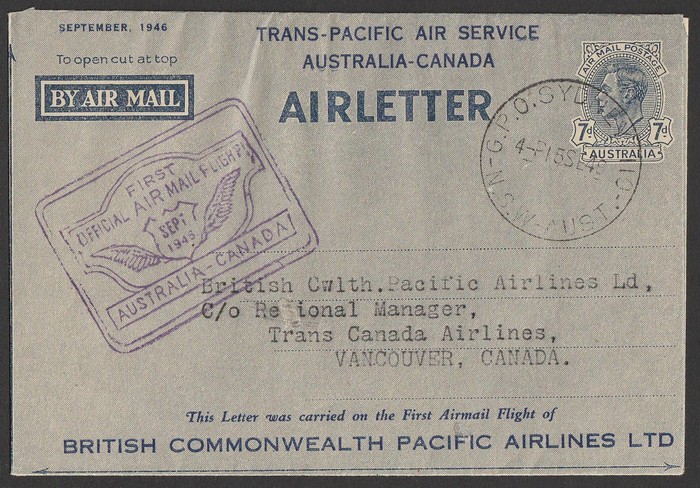 SEPTEMBER, 1946
To open cut at top
BY AIR MAIL
TRANS-PACIFIC AIR SERVICE
AUSTRALIA-CANADA
AIRLETTER
AIR MAIL POSTAGE
7d 7d
AUSTRALIA
G.P.O. SYDNEY
N.S.W-AUST.-10
FIRST
OFFICIAL AIR MAIL FLIGHT
SEPT
1946
AUSTRALIA-CANADA
British Cwlth. Pacific Airlines Ld,
C/o Regional Manager,
Trans Canada Airlines,
VANCOUVER, CANADA.
This Letter was carried on the First Airmail Flight of
BRITISH COMMONWEALTH PACIFIC AIRLINES LTD